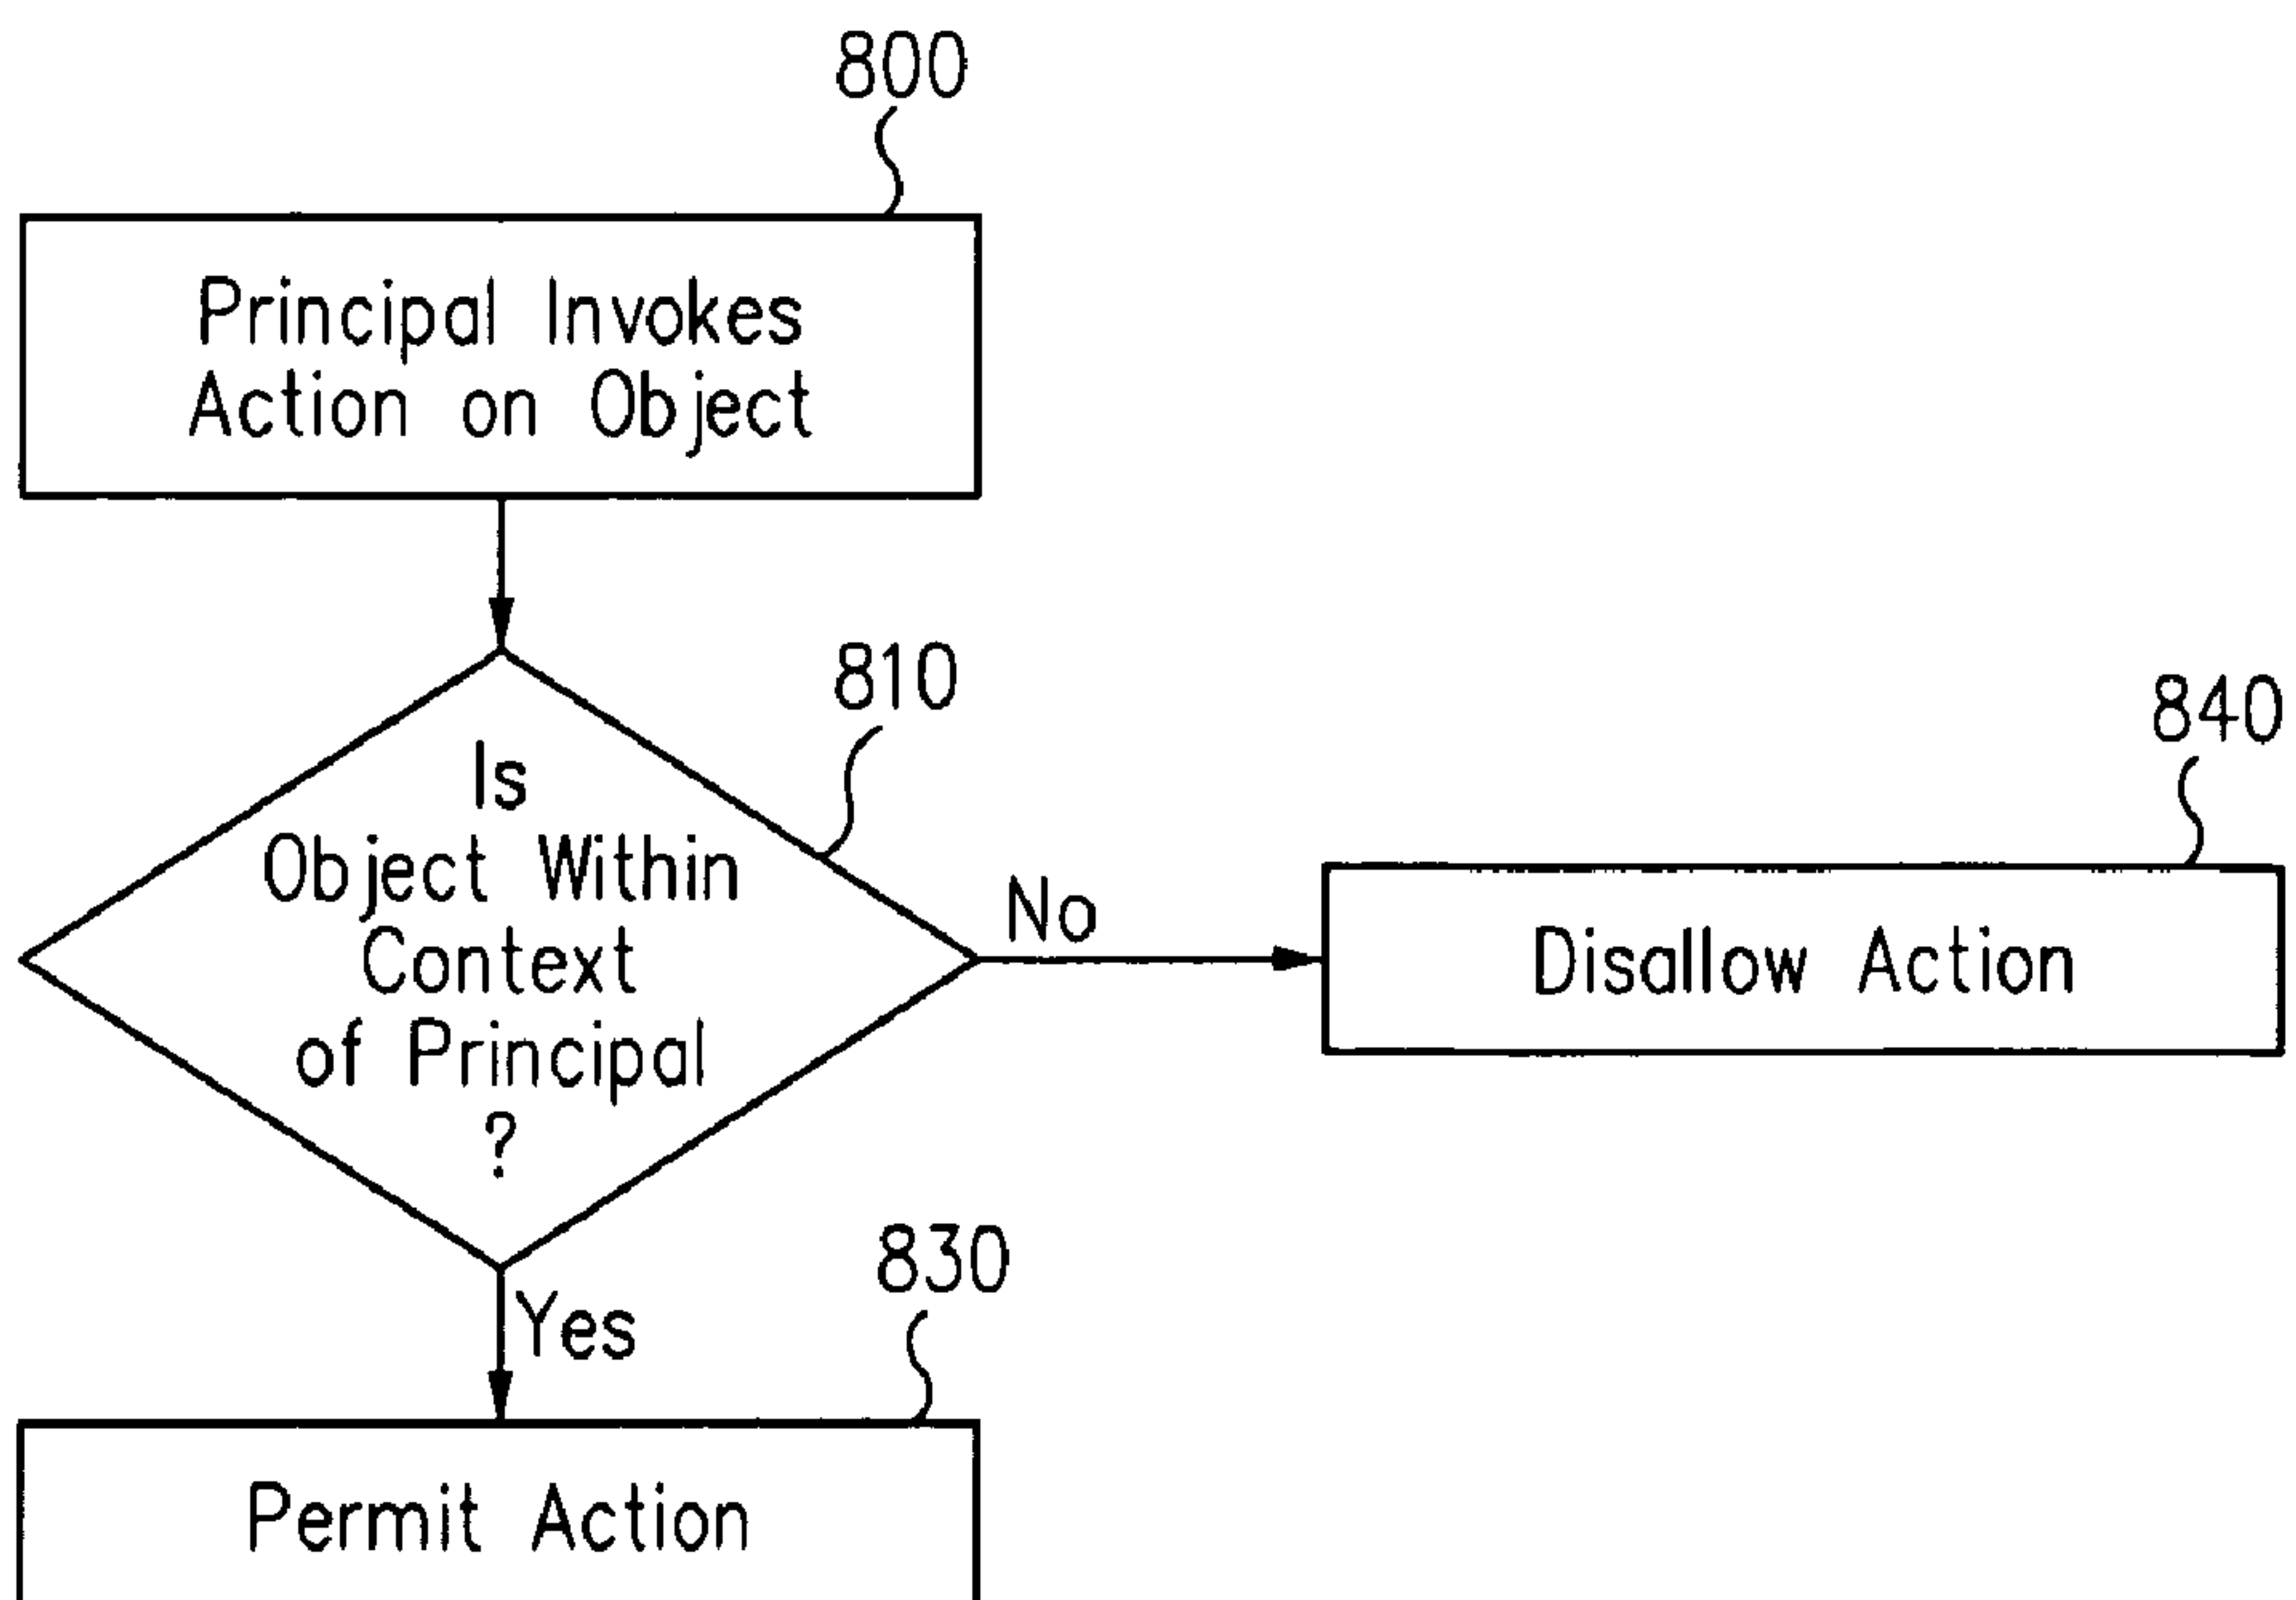 800
Principal Invokes
Action on Object
810
Is
Object Within
Context
of Principal
?
No
840
Disallow Action
Yes
830
Permit Action